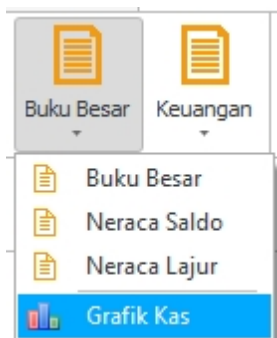 Buku Besar Keuangan
Buku Besar
Neraca Saldo
Neraca Lajur
Grafik Kas